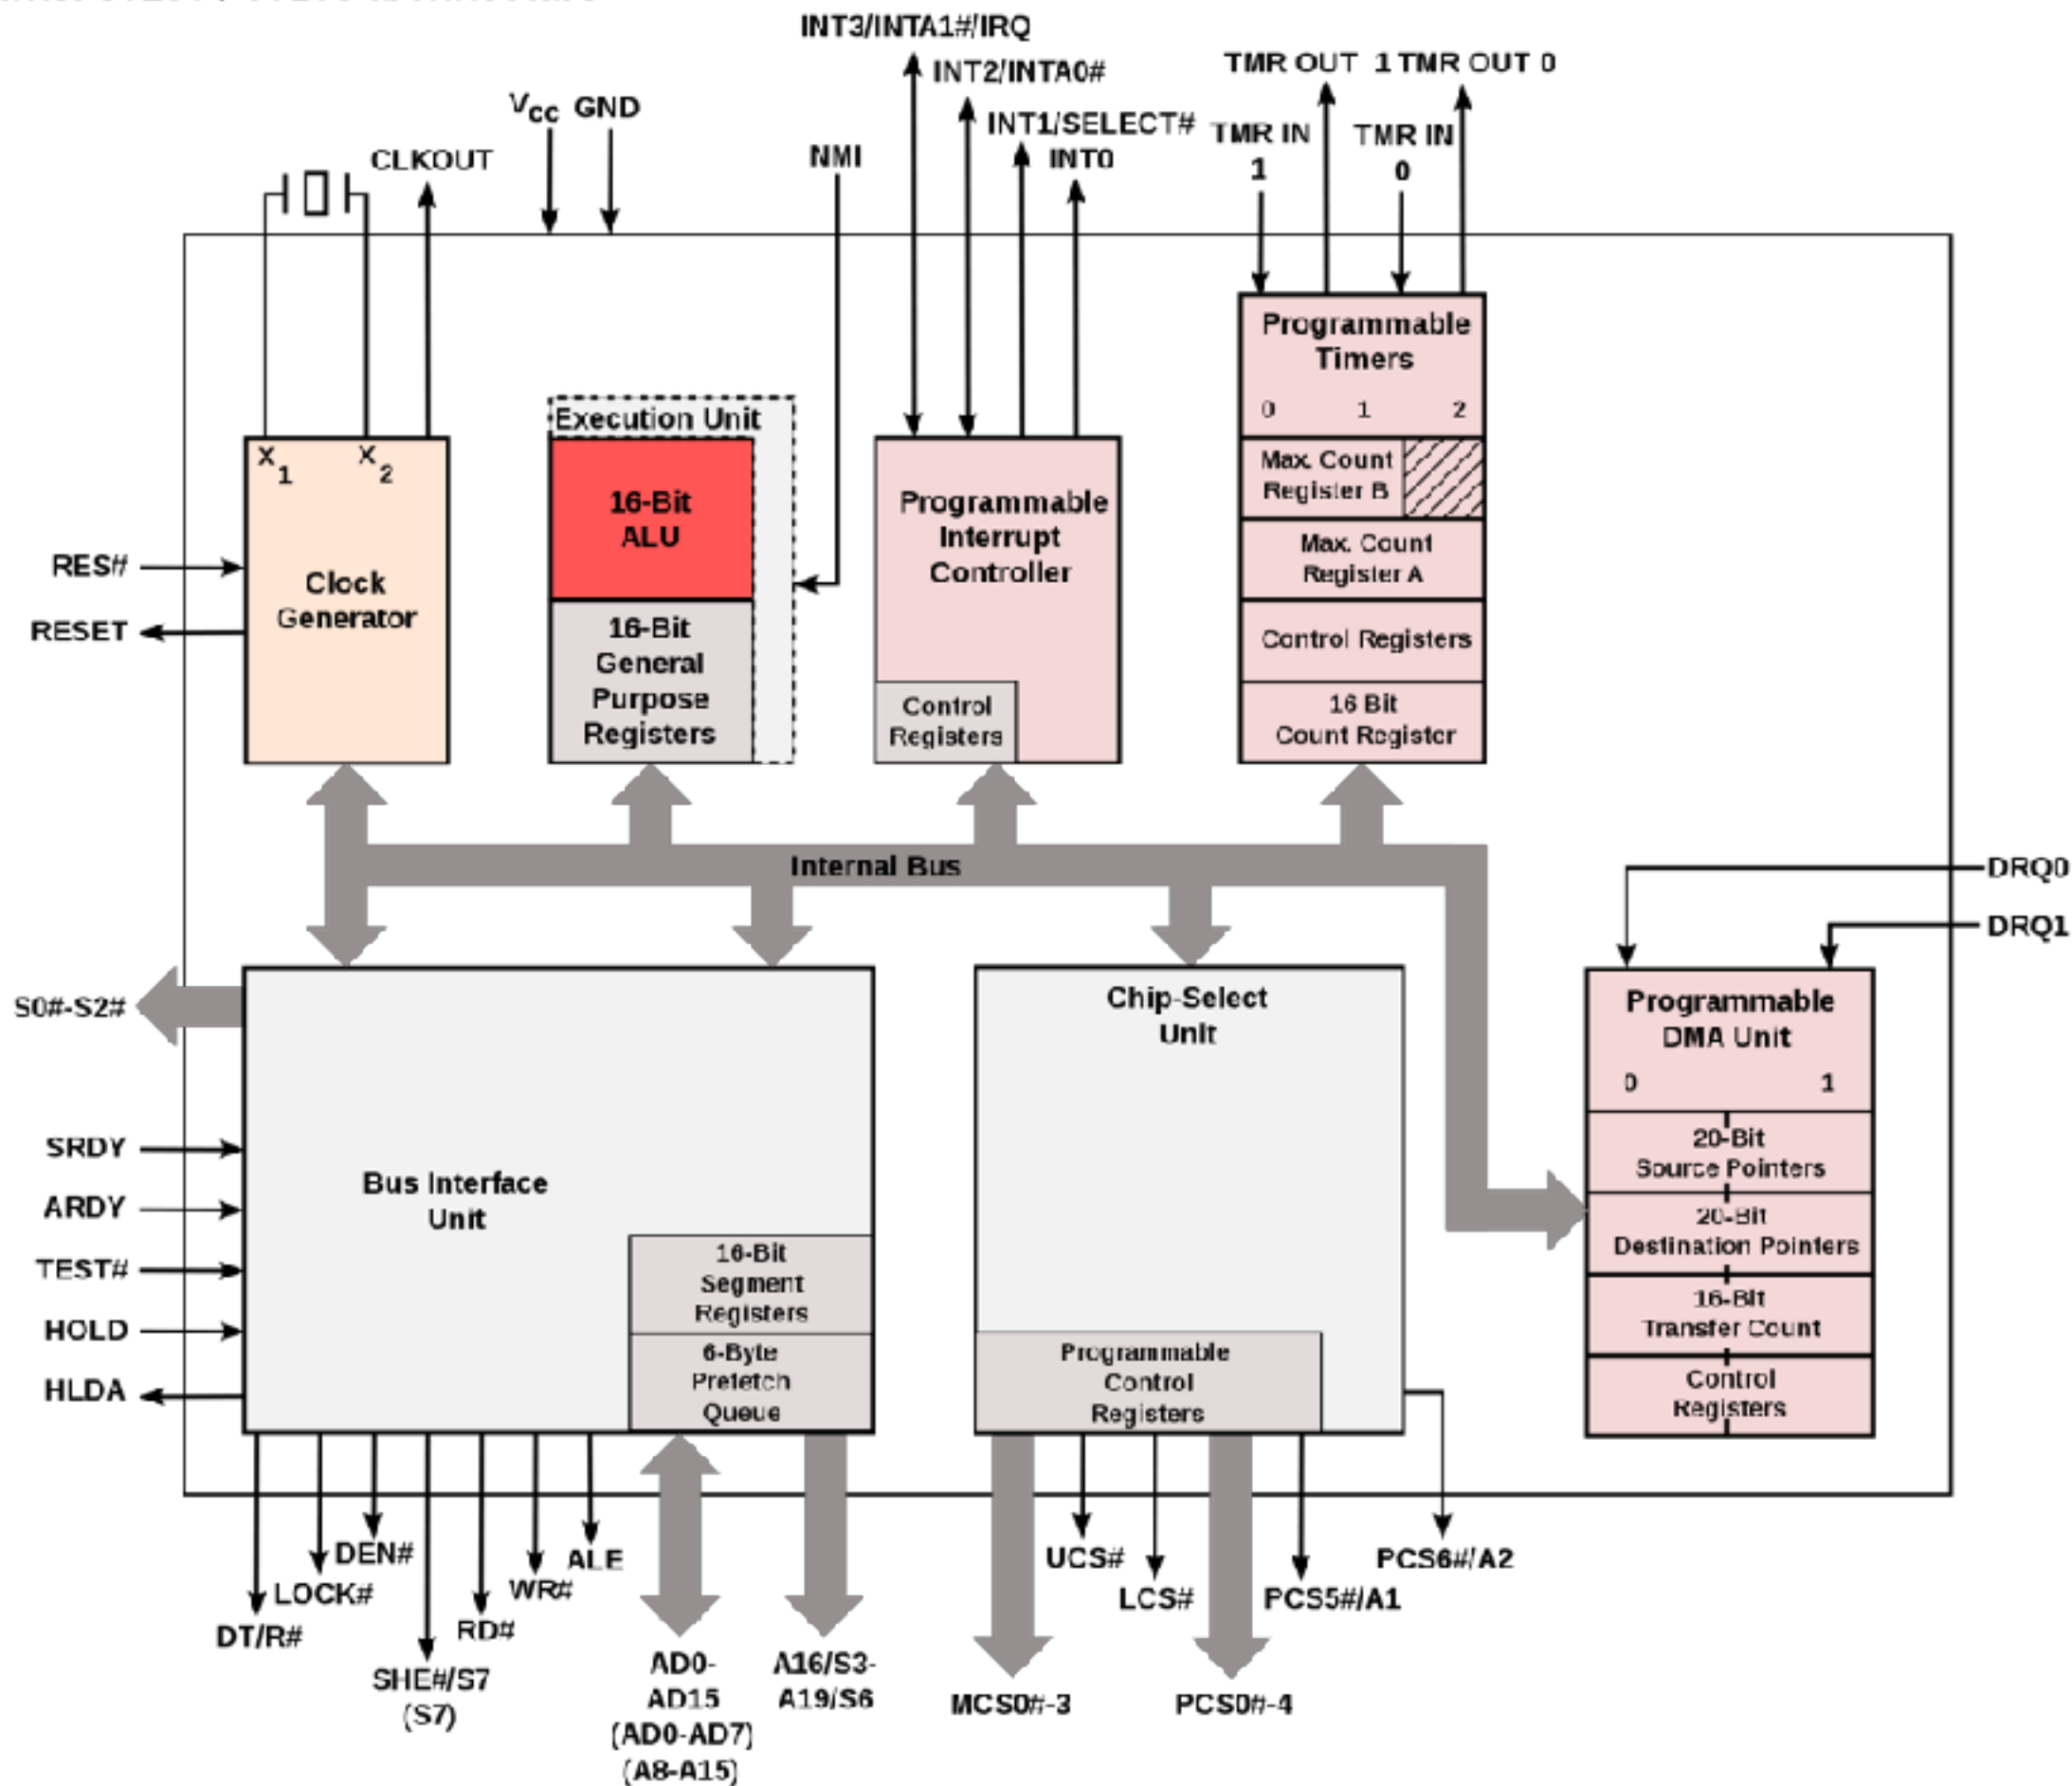 INT3/INTA1#/IRQ
INT2/INTA0#
TMR OUT 1 TMR OUT 0
Vcc GND
INT1/SELECT#
TMR IN
1
TMR IN
0
CLKOUT
NMI
INT0
X1
X2
Clock
Generator
RES#
RESET
Execution Unit
16-Bit
ALU
16-Bit
General
Purpose
Registers
Programmable
Interrupt
Controller
Control
Registers
Programmable
Timers
0 1 2
Max. Count
Register B
Max. Count
Register A
Control Registers
16 Bit
Count Register
Internal Bus
DRQ0
DRQ1
S0#-S2#
SRDY
ARDY
TEST#
HOLD
HLDA
Bus Interface
Unit
16-Bit
Segment
Registers
6-Byte
Prefetch
Queue
Chip-Select
Unit
Programmable
Control
Registers
Programmable
DMA Unit
0 1
20-Bit
Source Pointers
20-Bit
Destination Pointers
16-Bit
Transfer Count
Control
Registers
DT/R#
LOCK#
DEN#
SHE#/S7
(S7)
RD#
WR#
ALE
AD0-
AD15
(AD0-AD7)
(A8-A15)
A16/S3-
A19/S6
MCS0#-3
UCS#
LCS#
PCS0#-4
PCS5#/A1
PCS6#/A2